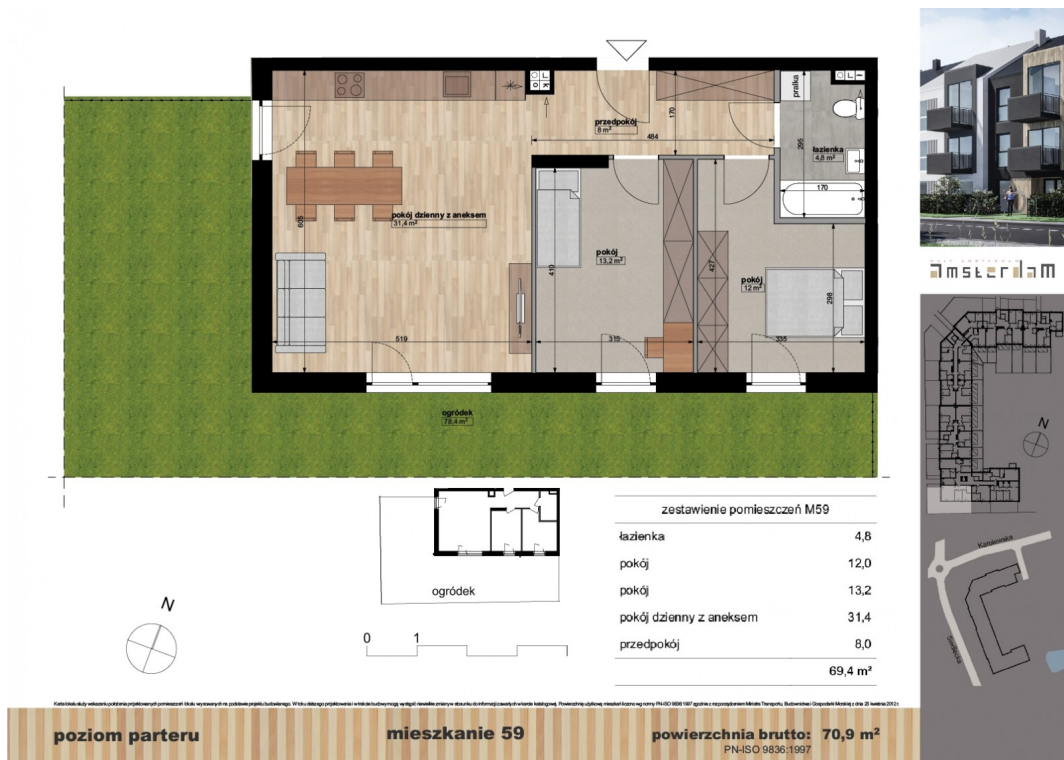 przedpokój
8 m²
170
484
pralka
295
łazienka
4,8 m²
170
605
pokój dzienny z aneksem
31,4 m²
410
pokój
13,2 m²
427
pokój
12 m²
298
519
315
335
ogródek
78,4 m²
amsterdam
N
ogródek
N
0 1
zestawienie pomieszczeń M59
łazienka 4,8
pokój 12,0
pokój 13,2
pokój dzienny z aneksem 31,4
przedpokój 8,0
69,4 m²
Kamiewska
poziom parteru
mieszkanie 59
powierzchnia brutto: 70,9 m²
PN-ISO 9836:1997